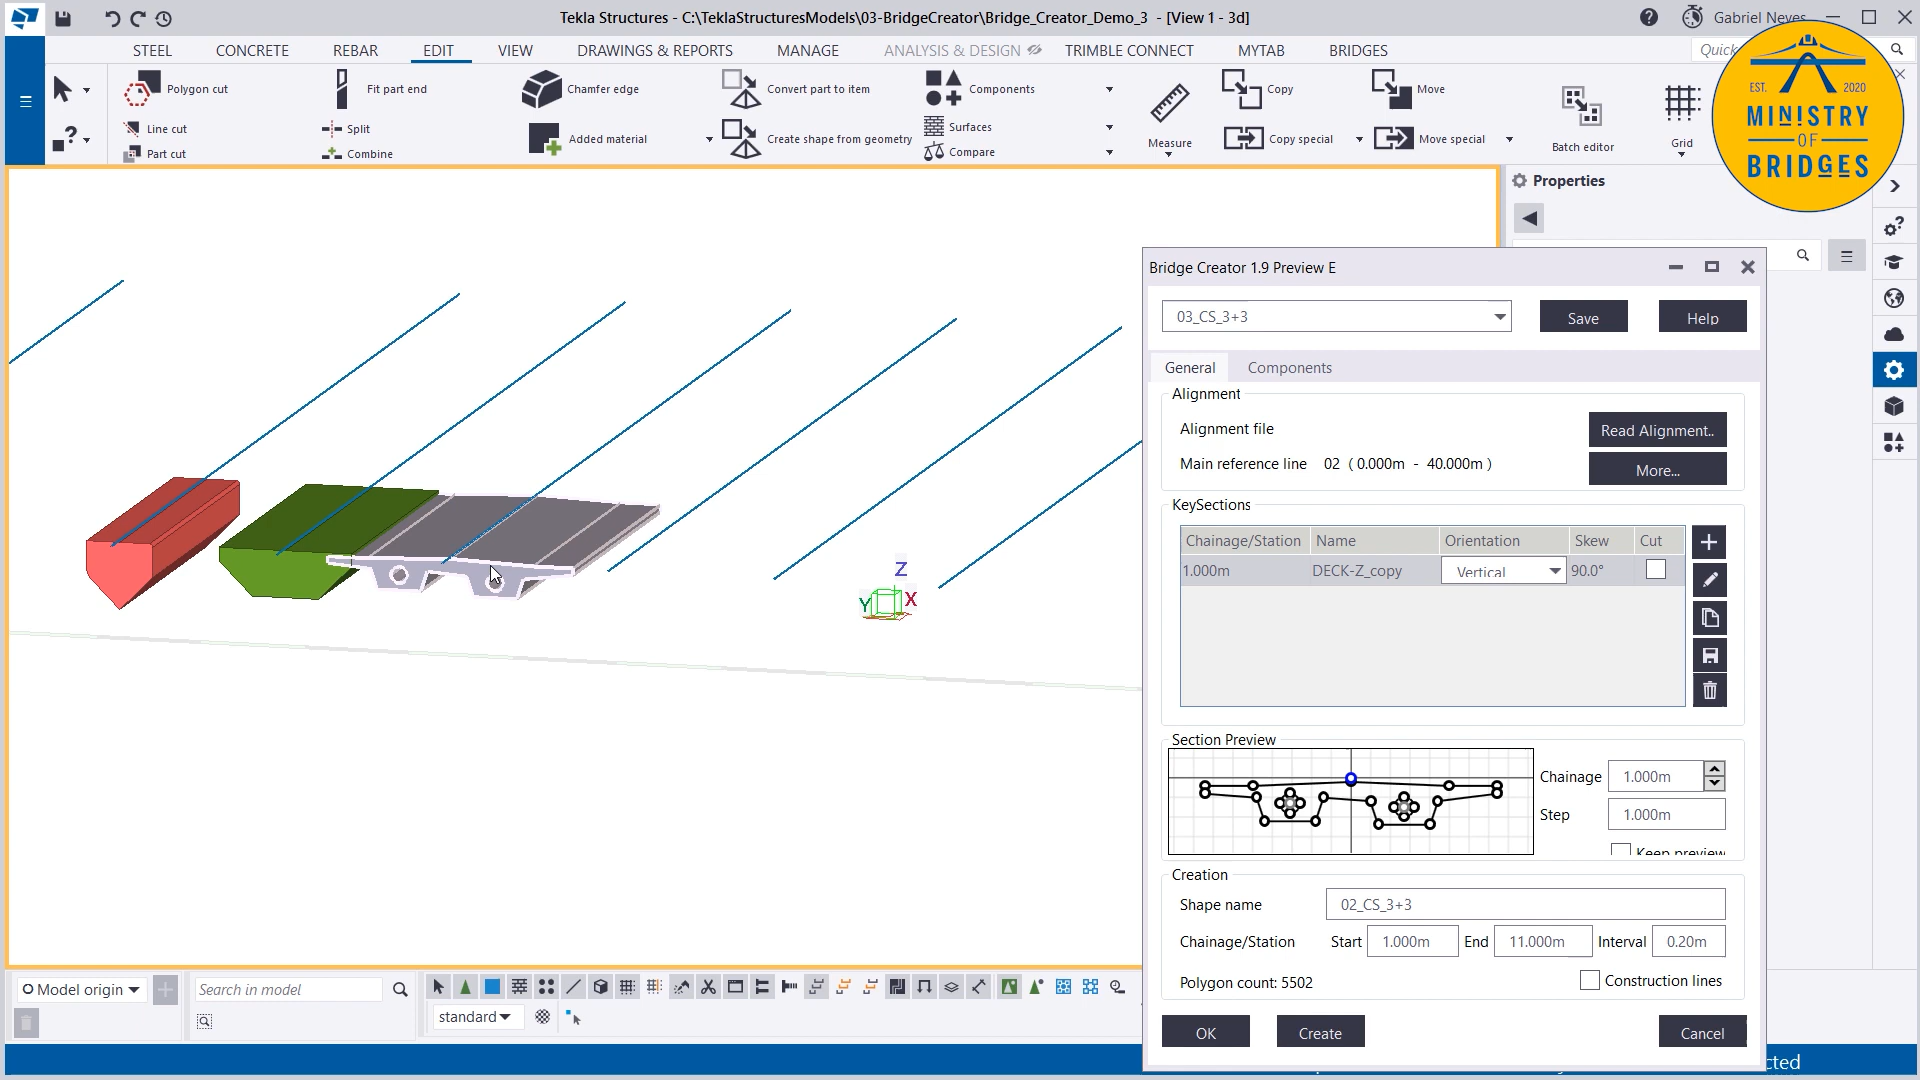 Tekla Structures - C:\TeklaStructuresModels\03-BridgeCreator\Bridge_Creator_Demo_3 - [View 1 - 3d]
Gabriel Neves
STEEL CONCRETE REBAR EDIT VIEW DRAWINGS & REPORTS MANAGE ANALYSIS & DESIGN TRIMBLE CONNECT MYTAB BRIDGES
Quick
Polygon cut
Line cut
Part cut
Fit part end
Split
Combine
Chamfer edge
Added material
Convert part to item
Create shape from geometry
Components
Surfaces
Compare
Measure
Copy
Copy special
Move
Move special
Batch editor
Grid
EST. 2020
MINISTRY
OF
BRIDGES
Properties
Z
Y X
Bridge Creator 1.9 Preview E
03_CS_3+3
Save
Help
General Components
Alignment
Alignment file
Read Alignment..
Main reference line 02 ( 0.000m - 40.000m )
More...
KeySections
Chainage/Station Name Orientation Skew Cut
1.000m DECK-Z_copy Vertical 90.0°
Section Preview
Chainage 1.000m
Step 1.000m
Keep preview
Creation
Shape name 02_CS_3+3
Chainage/Station Start 1.000m End 11.000m Interval 0.20m
Polygon count: 5502
Construction lines
OK Create Cancel
Model origin
Search in model
standard
cted